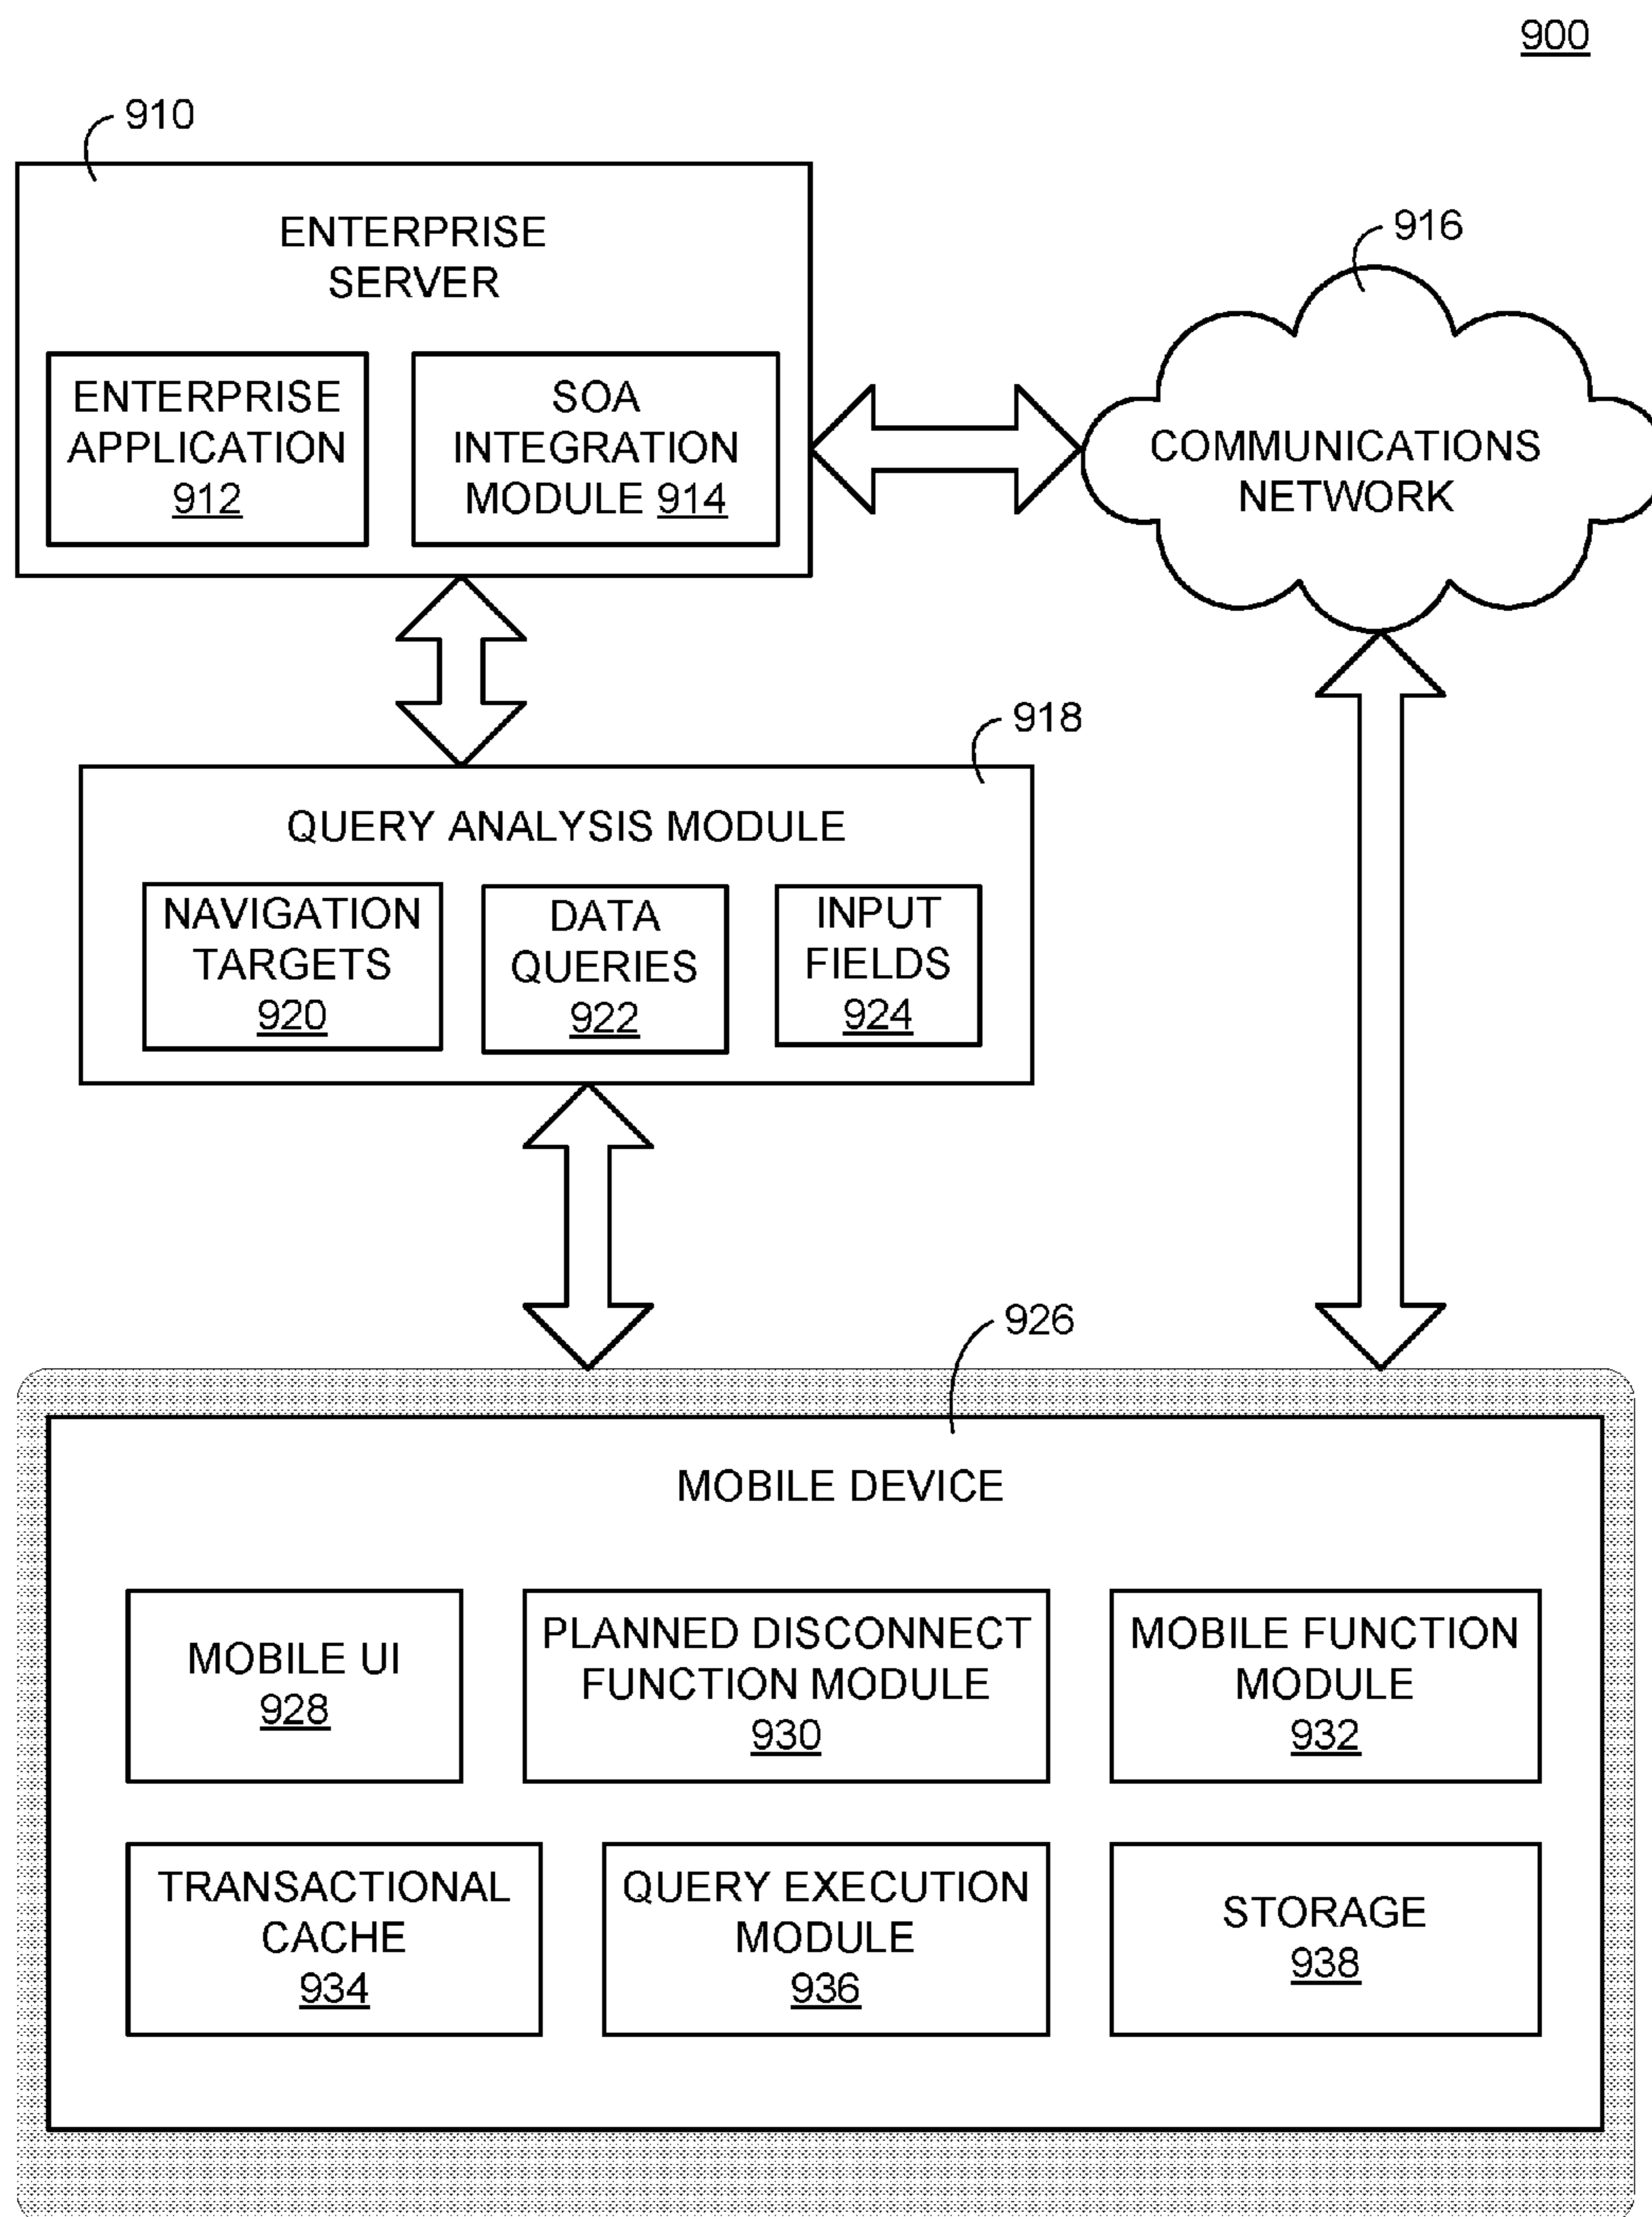 900
910
ENTERPRISE
SERVER
ENTERPRISE
APPLICATION
912
SOA
INTEGRATION
MODULE 914
916
COMMUNICATIONS
NETWORK
918
QUERY ANALYSIS MODULE
NAVIGATION
TARGETS
920
DATA
QUERIES
922
INPUT
FIELDS
924
926
MOBILE DEVICE
MOBILE UI
928
PLANNED DISCONNECT
FUNCTION MODULE
930
MOBILE FUNCTION
MODULE
932
TRANSACTIONAL
CACHE
934
QUERY EXECUTION
MODULE
936
STORAGE
938